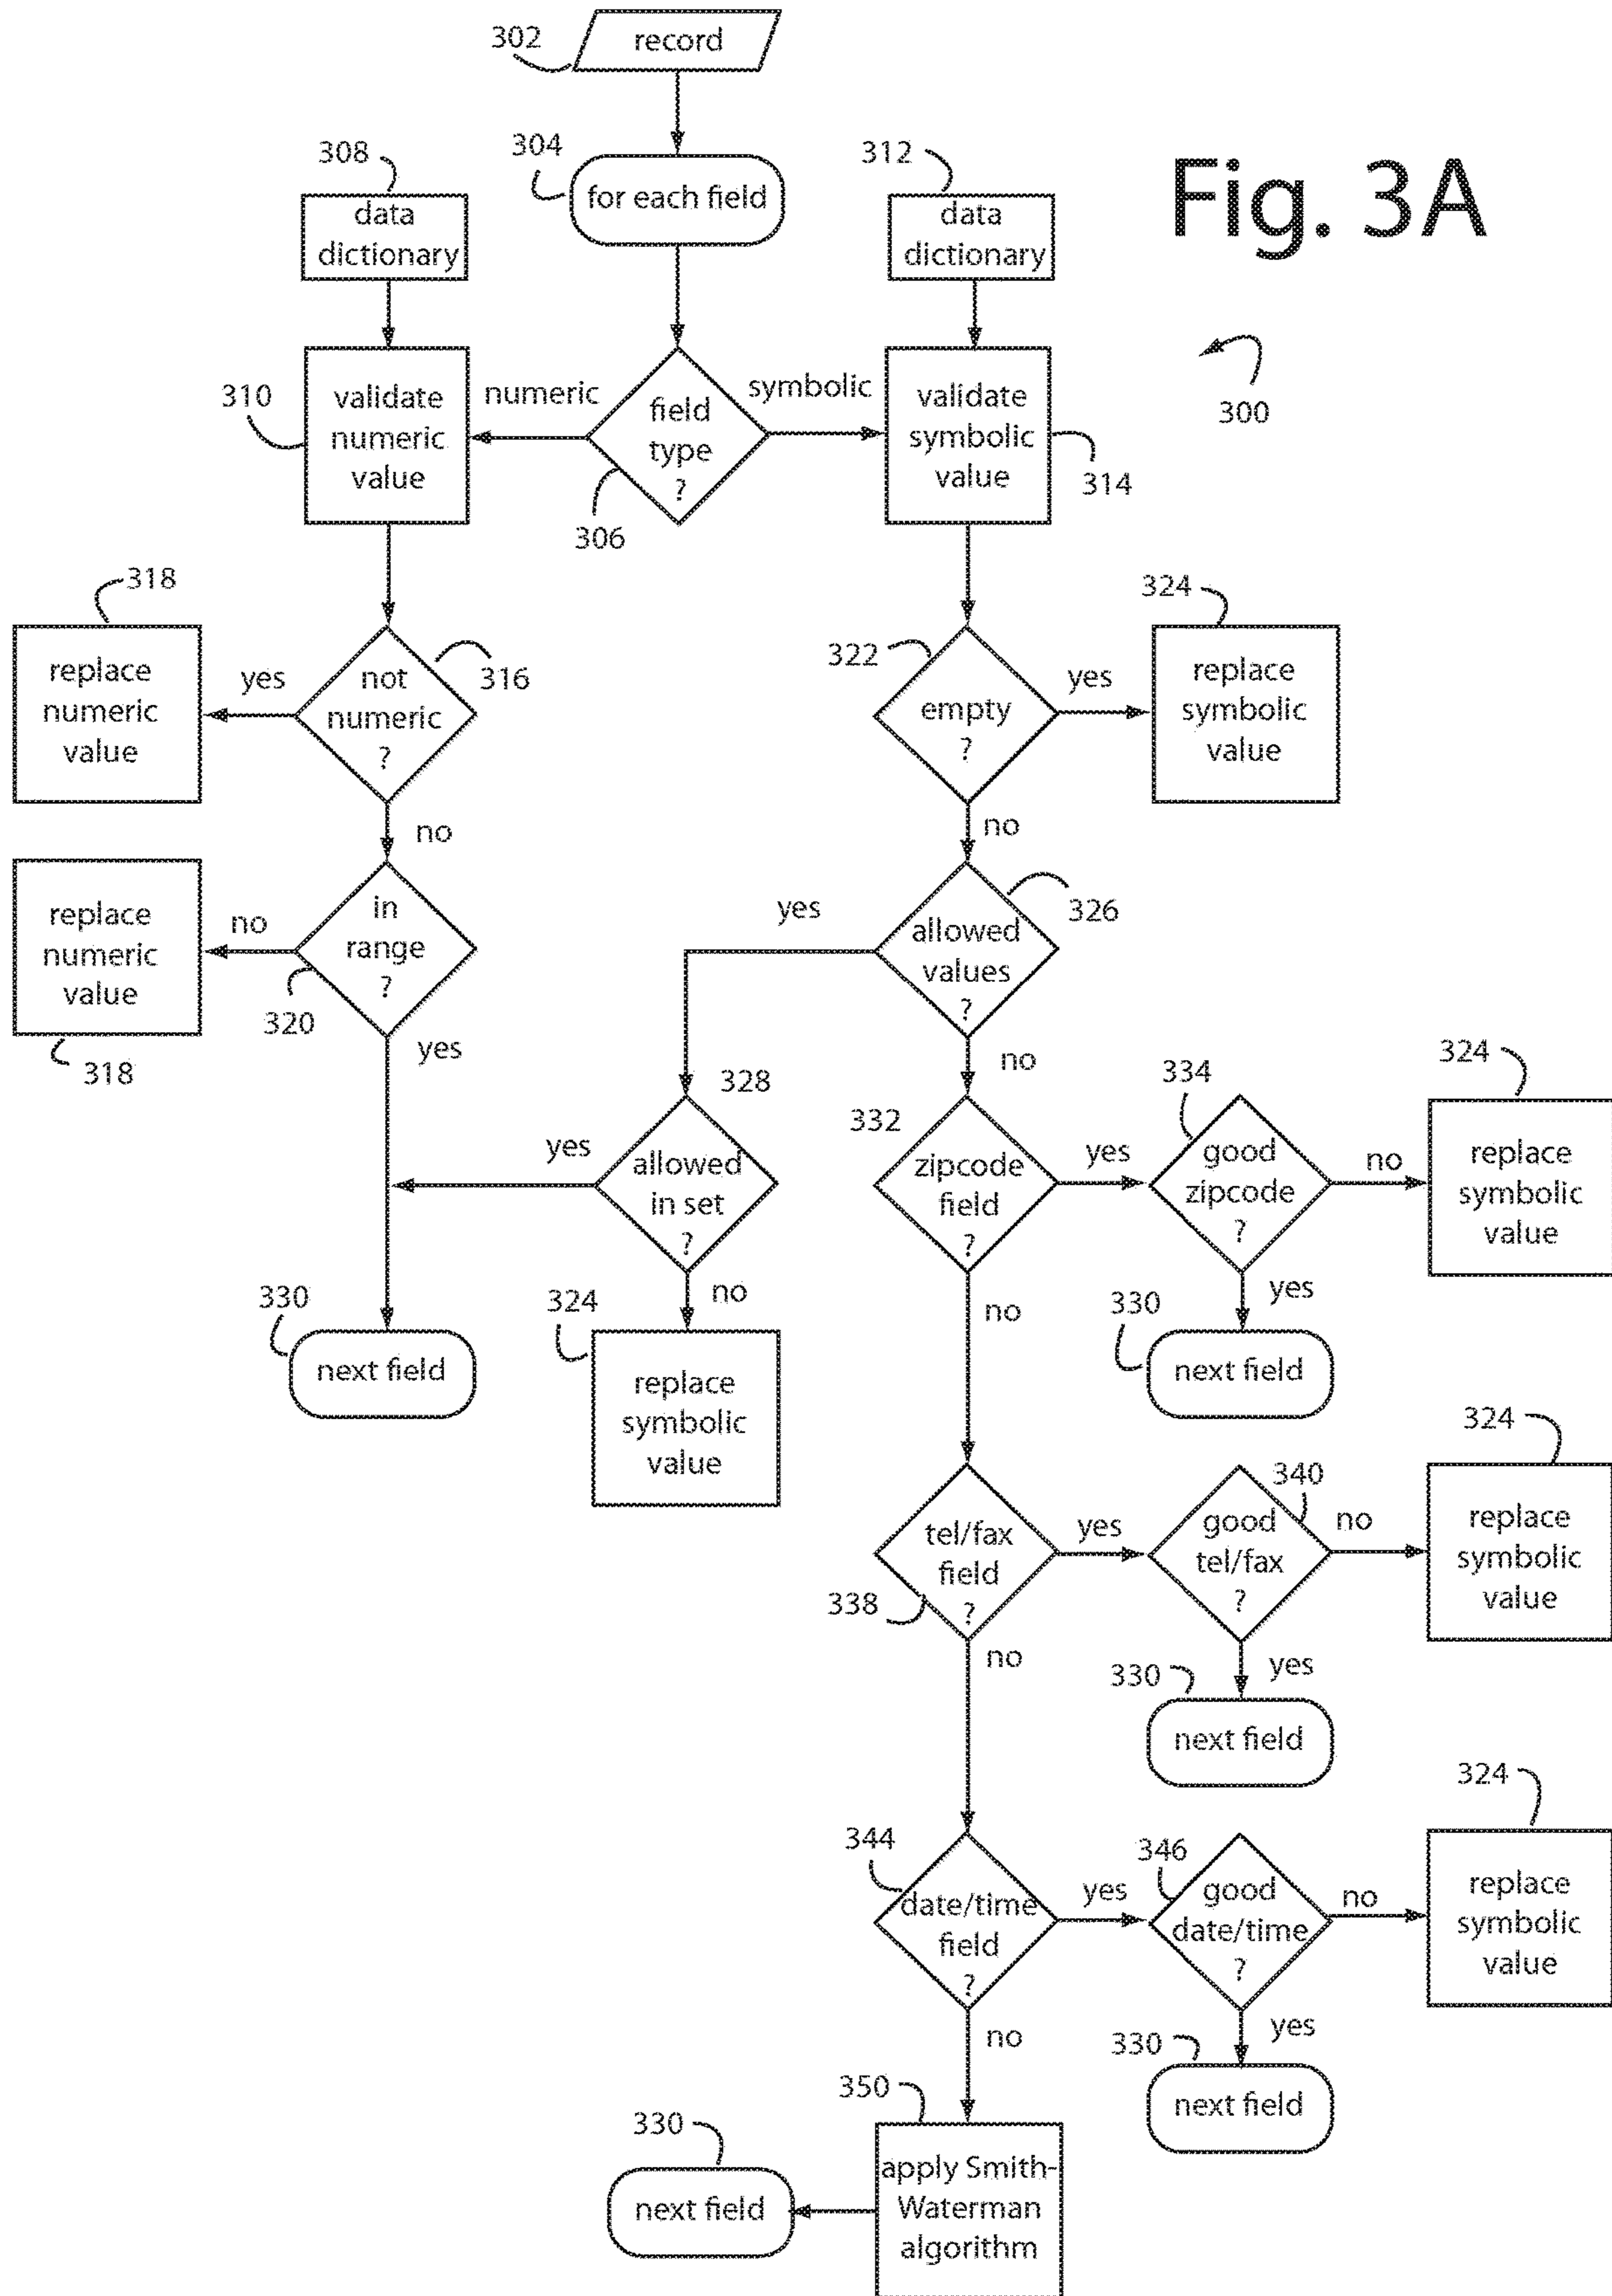 302
record
308
304
312
Fig. 3A
data
dictionary
for each field
data
dictionary
310
validate
numeric
value
numeric
field
type
?
306
symbolic
validate
symbolic
value
314
300
318
replace
numeric
value
yes
not
numeric
?
316
322
empty
?
yes
324
replace
symbolic
value
no
no
replace
numeric
value
318
no
in
range
?
320
yes
yes
allowed
values
?
326
no
328
allowed
in set
?
yes
no
332
zipcode
field
?
yes
334
good
zipcode
?
no
324
replace
symbolic
value
330
next field
324
replace
symbolic
value
no
yes
330
next field
tel/fax
field
?
338
yes
good
tel/fax
?
340
no
324
replace
symbolic
value
no
yes
330
next field
344
date/time
field
?
yes
346
good
date/time
?
no
324
replace
symbolic
value
no
yes
330
next field
350
apply Smith-
Waterman
algorithm
330
next field